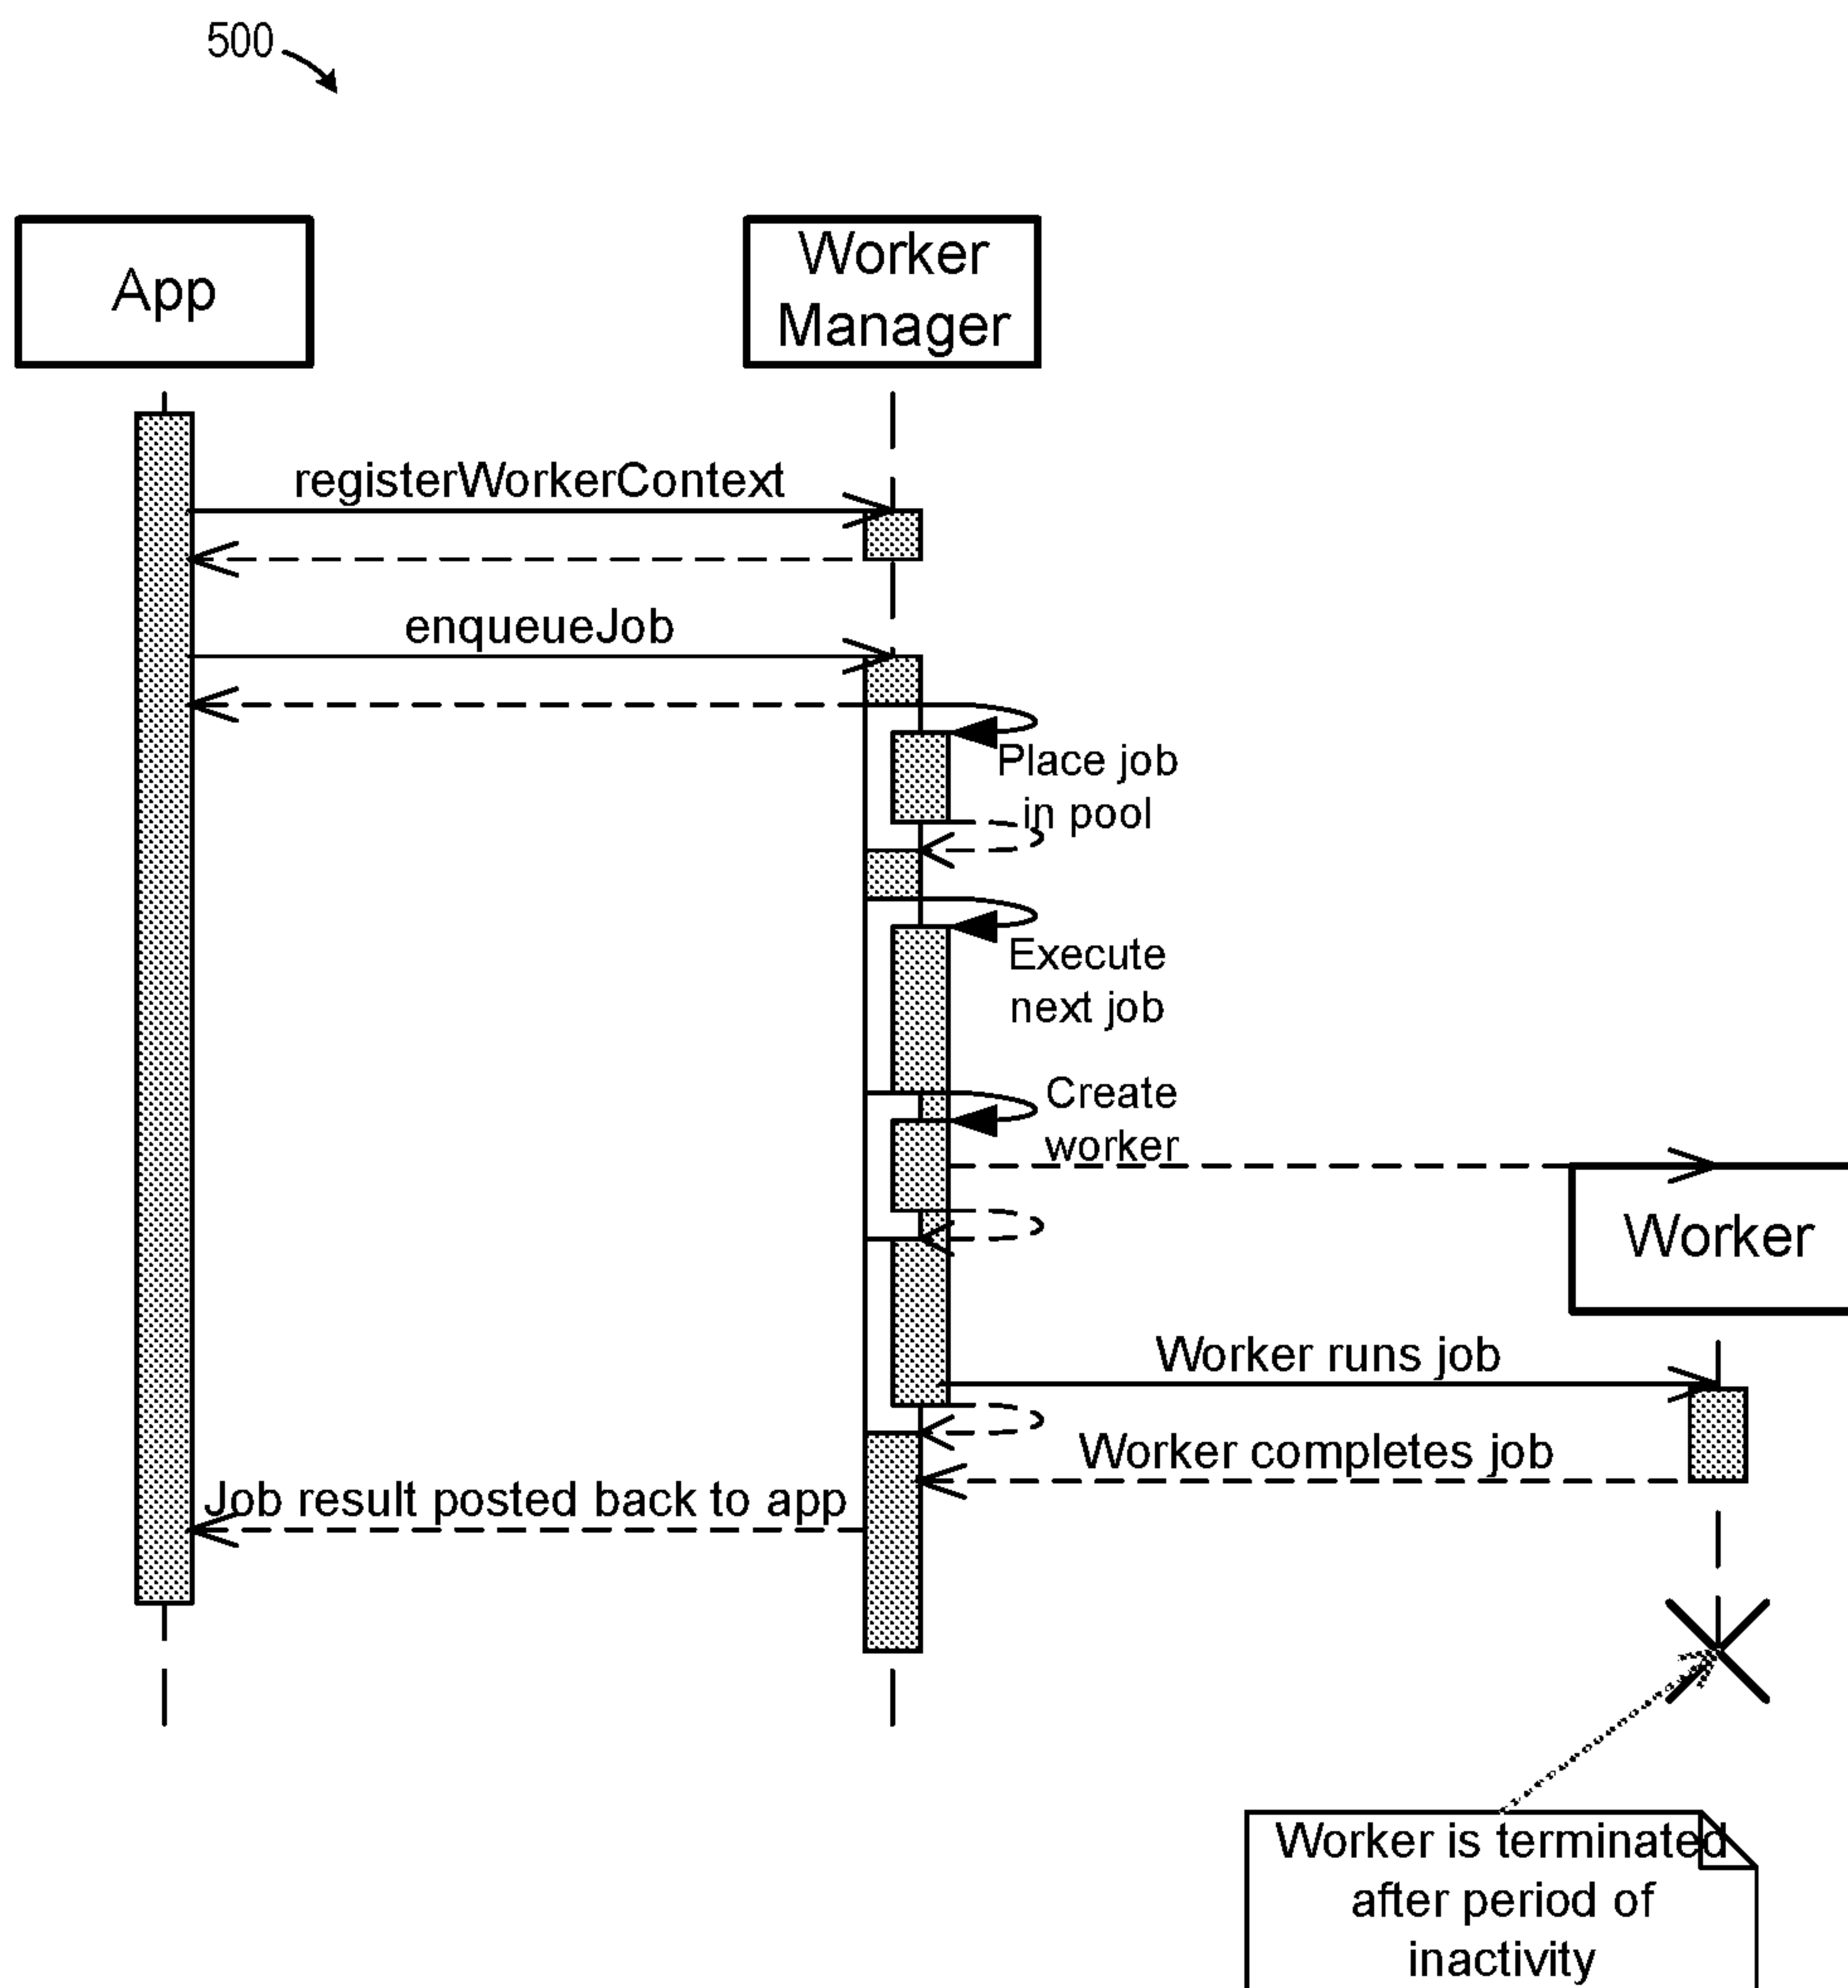 500
App
Worker
Manager
registerWorkerContext
enqueueJob
Place job
in pool
Execute
next job
Create
worker
Worker
Worker runs job
Worker completes job
Job result posted back to app
Worker is terminated
after period of
inactivity